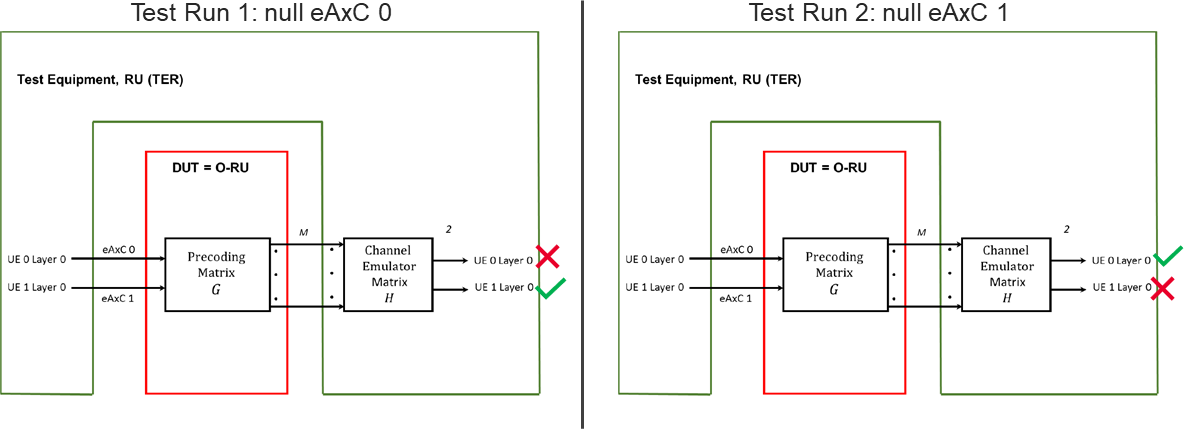 Test Run 1: null eAxC 0
Test Equipment, RU (TER)
DUT = O-RU
M
2
eAxC 0
UE 0 Layer 0
UE 1 Layer 0
eAxC 1
Precoding
Matrix
G
Channel
Emulator
Matrix
H
UE 0 Layer 0
UE 1 Layer 0
Test Run 2: null eAxC 1
Test Equipment, RU (TER)
DUT = O-RU
M
2
eAxC 0
UE 0 Layer 0
UE 1 Layer 0
eAxC 1
Precoding
Matrix
G
Channel
Emulator
Matrix
H
UE 0 Layer 0
UE 1 Layer 0